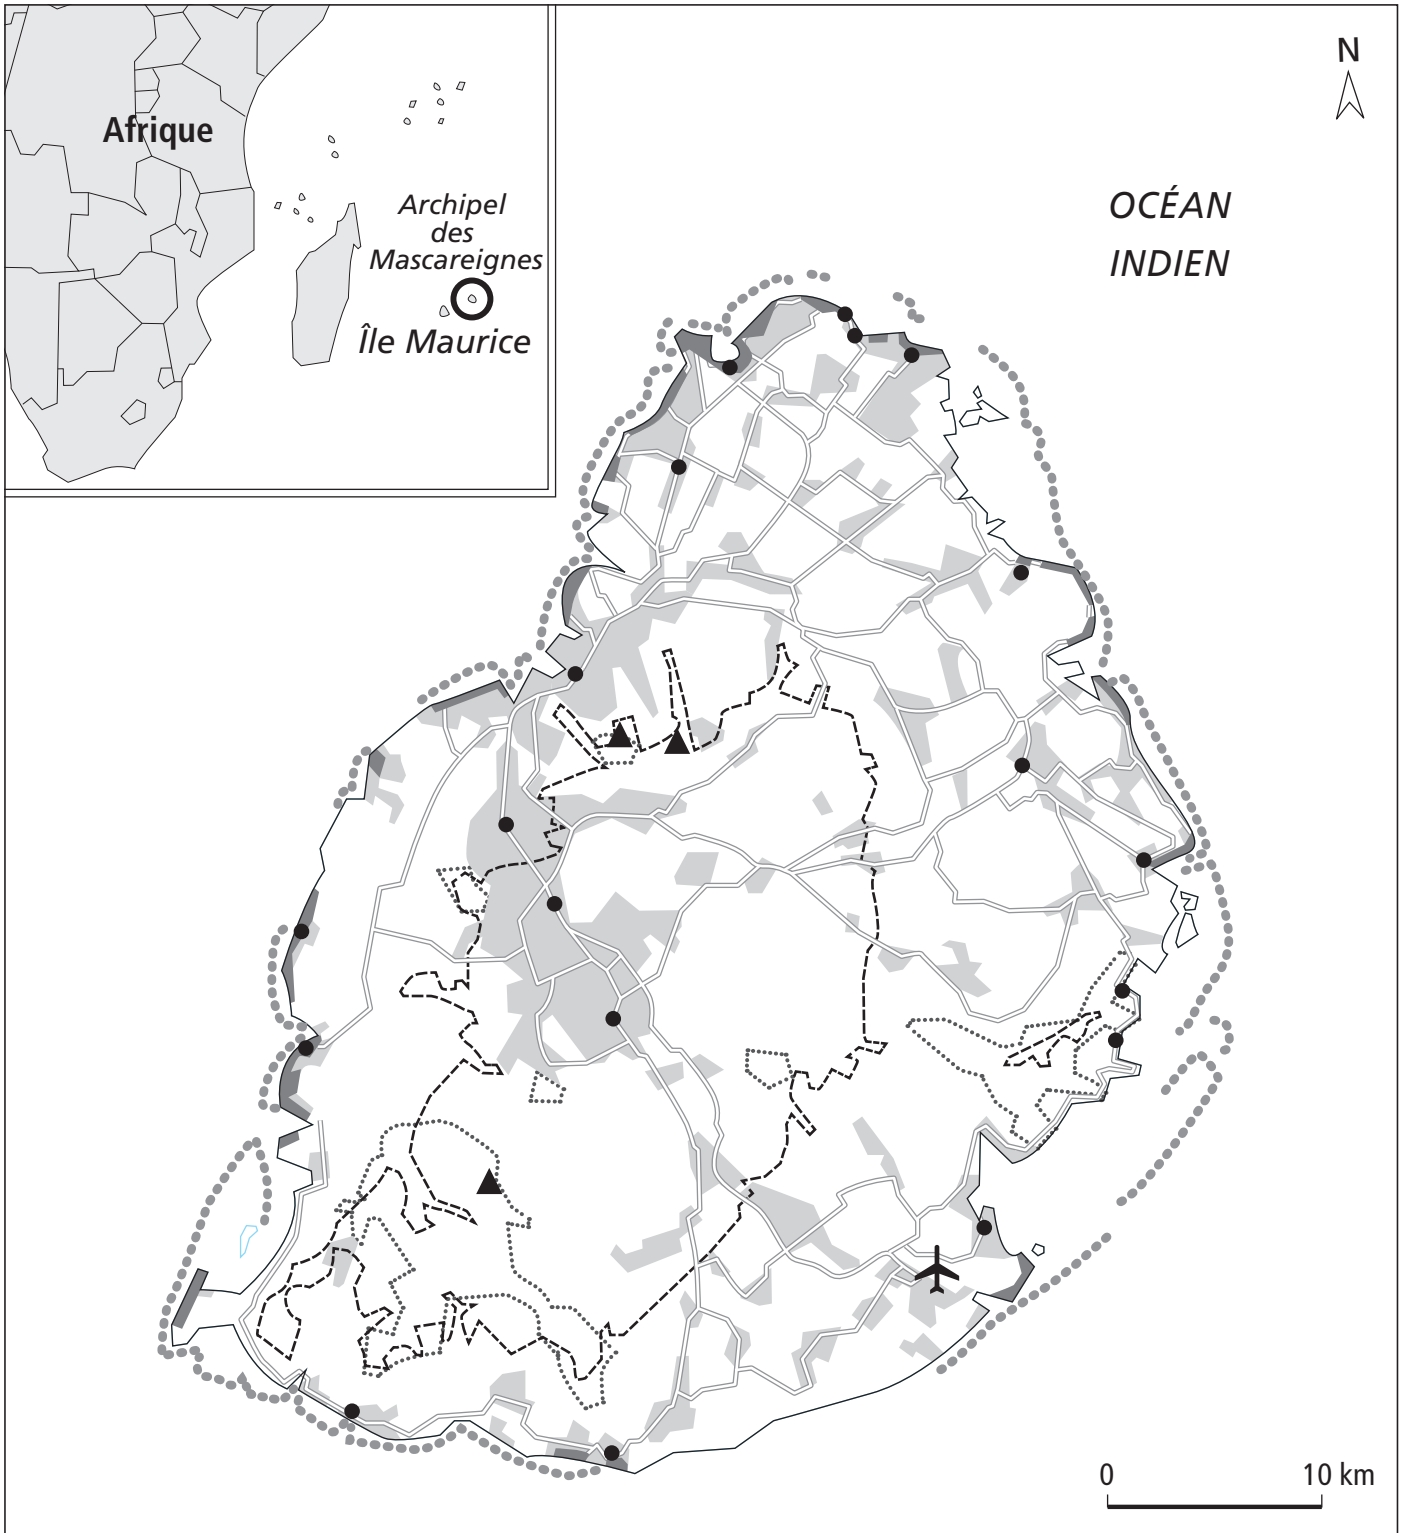 Afrique
Archipel
des
Mascareignes
Île Maurice
N
OCÉAN
INDIEN
0 10 km